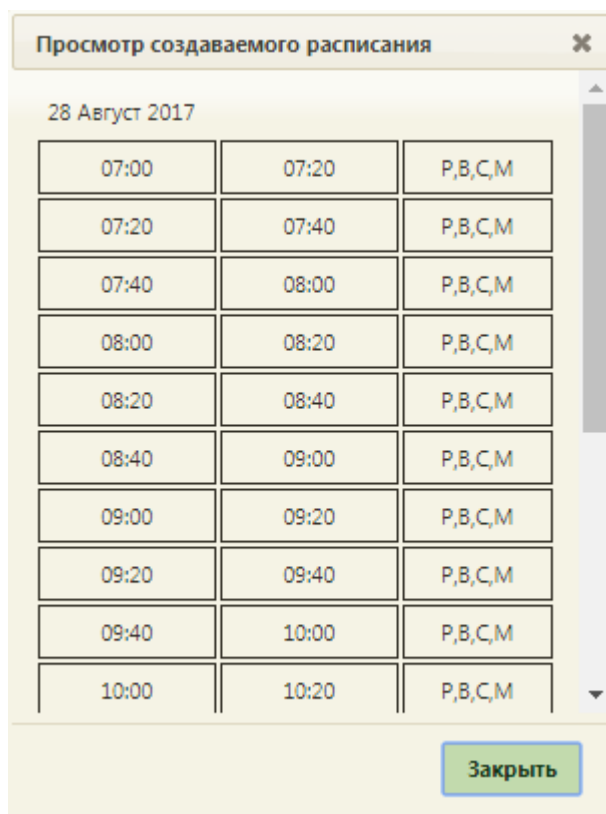 Просмотр создаваемого расписания
28 Август 2017
07:00 07:20 Р,В,С,М
07:20 07:40 Р,В,С,М
07:40 08:00 Р,В,С,М
08:00 08:20 Р,В,С,М
08:20 08:40 Р,В,С,М
08:40 09:00 Р,В,С,М
09:00 09:20 Р,В,С,М
09:20 09:40 Р,В,С,М
09:40 10:00 Р,В,С,М
10:00 10:20 Р,В,С,М
Закрыть